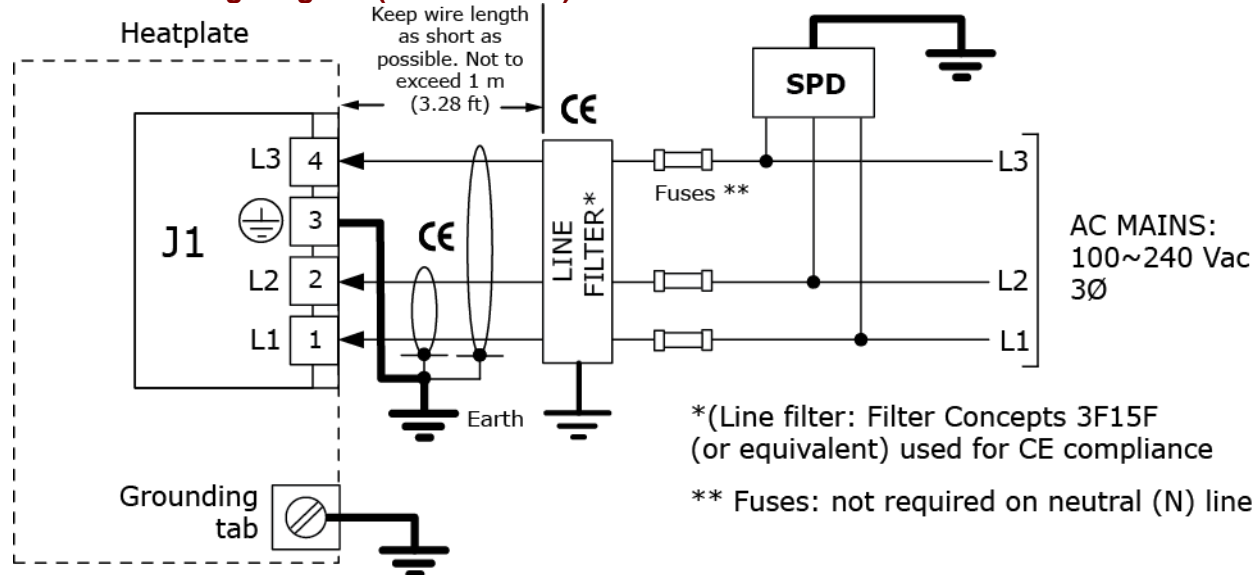 Heatplate
Keep wire length
as short as
possible. Not to
exceed 1 m
(3.28 ft)
CE
SPD
L3
4
3
J1
CE
L2
2
L1
1
LINE
FILTER*
Fuses **
L3
L2
L1
AC MAINS:
100~240 Vac
3Ø
Earth
*(Line filter: Filter Concepts 3F15F
(or equivalent) used for CE compliance
** Fuses: not required on neutral (N) line
Grounding
tab